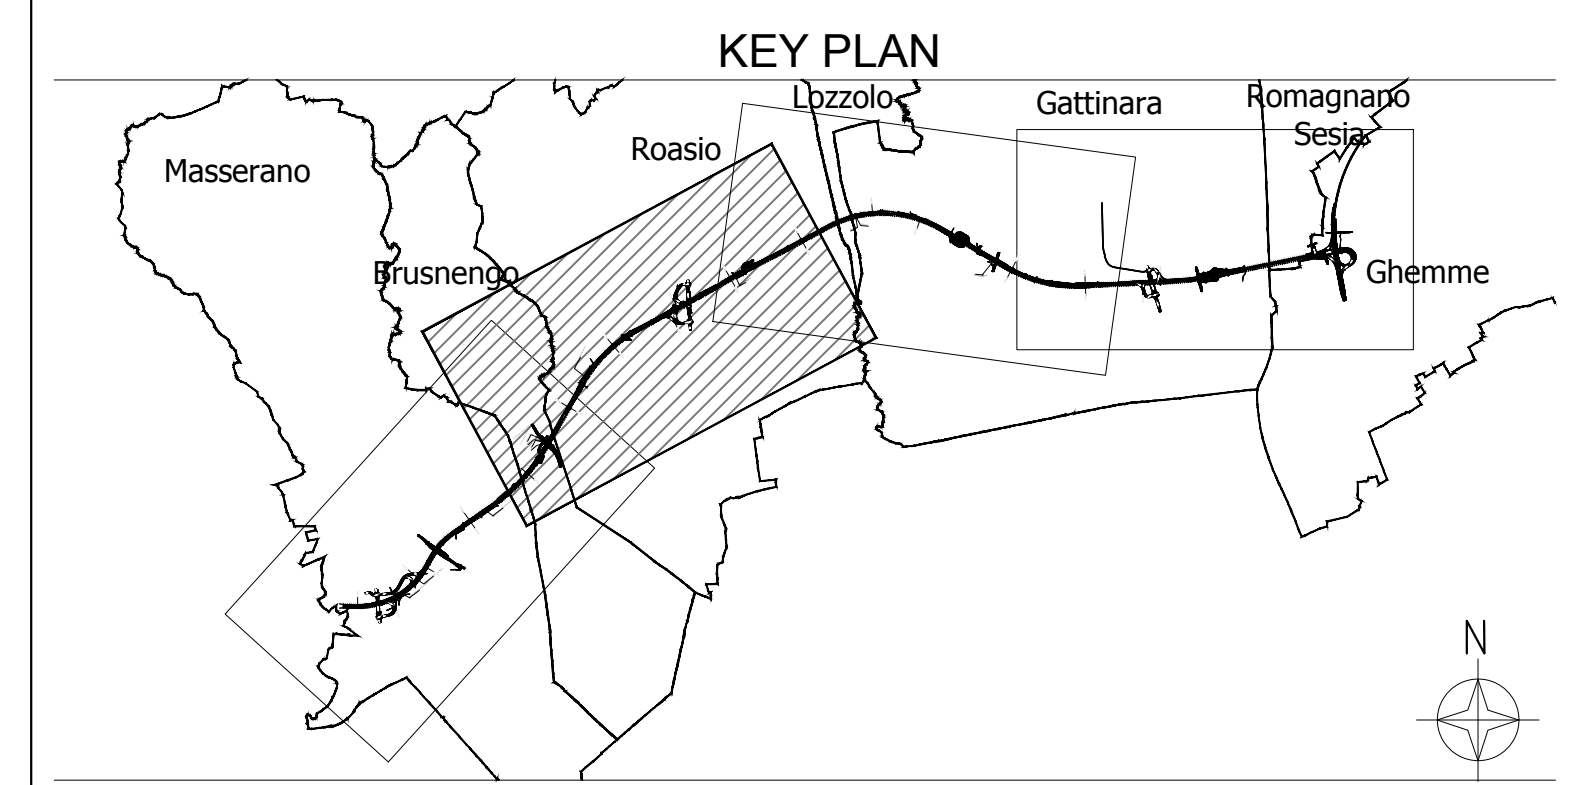 KEY PLAN
Lozzolo
Gattinara
Romagnano
Sesia
Roasio
Masserano
Brusnengo
Ghemme
N